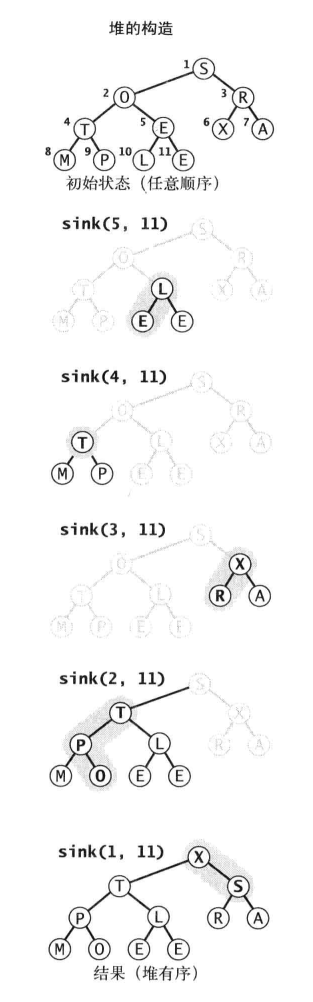 堆的构造
1 S
2 O 3 R
4 T 5 E 6 X 7 A
8 M 9 P 10 L 11 E
初始状态（任意顺序）
sink(5, 11)
S
O R
T L X A
M P E E
sink(4, 11)
S
O R
T L X A
M P E E
sink(3, 11)
S
O X
T L R A
M P E E
sink(2, 11)
S
T X
P L R A
M O E E
sink(1, 11)
X
T S
P L R A
M O E E
结果（堆有序）